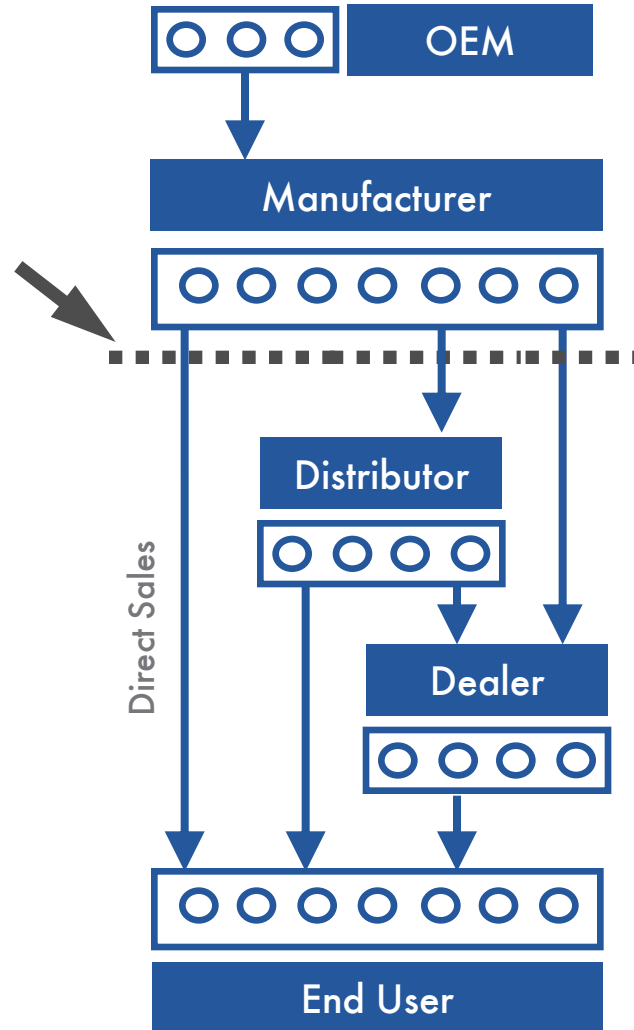 OEM
Manufacturer
Distributor
Direct Sales
Dealer
End User